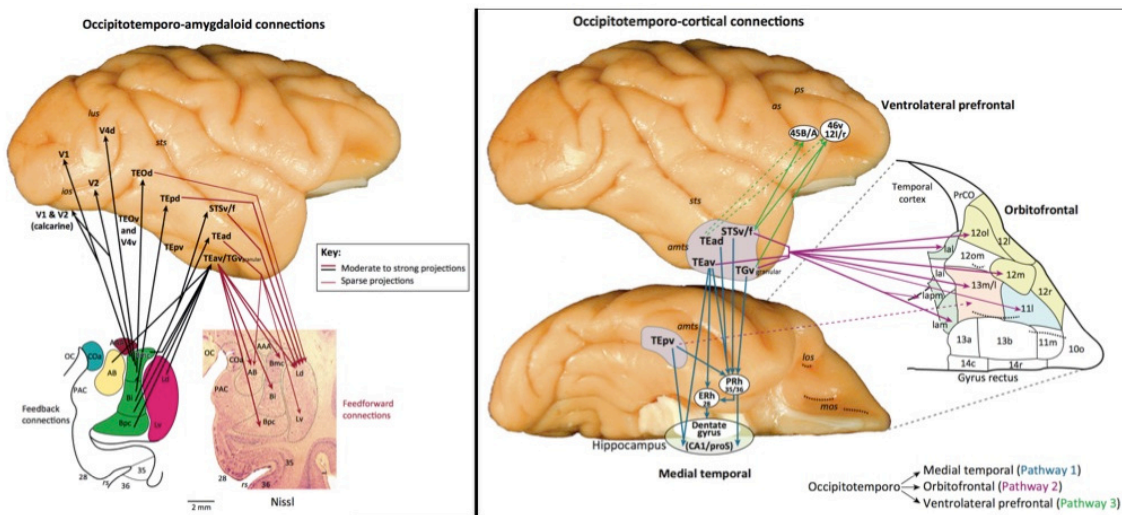 Occipitotemporo-amygdaloid connections
lus
V4d
sts
V1
V2
TEOd
ios
TEpd
STSv/f
V1 & V2
(calcarine)
TEOv
and
V4v
TEpv
TEad
TEav/TGv granular
Key:
Moderate to strong projections
Sparse projections
OC
COa
AB
PAC
Bi
Ld
Bpc
Lv
Feedback
connections
28
rs
36
35
2 mm
OC
AAA
COa
Bmc
AB
Ld
PAC
Bi
Bpc
Lv
35
28
rs
36
Nissl
Feedforward
connections
Occipitotemporo-cortical connections
ps
as
Ventrolateral prefrontal
45B/A
46v
12l/r
sts
amts
STSv/f
TEad
TEav
TGv granular
Temporal
cortex
PrCO
Orbitofrontal
12ol
12l
Ial
12om
Iai
12m
13m/l
12r
Iapm
11l
Iam
13a
13b
11m
10o
14c
14r
Gyrus rectus
amts
TEpv
los
PRh
35/36
ERh
28
mos
Dentate
gyrus
Hippocampus
(CA1/proS)
Medial temporal
Medial temporal (Pathway 1)
Occipitotemporo
Orbitofrontal (Pathway 2)
Ventrolateral prefrontal (Pathway 3)